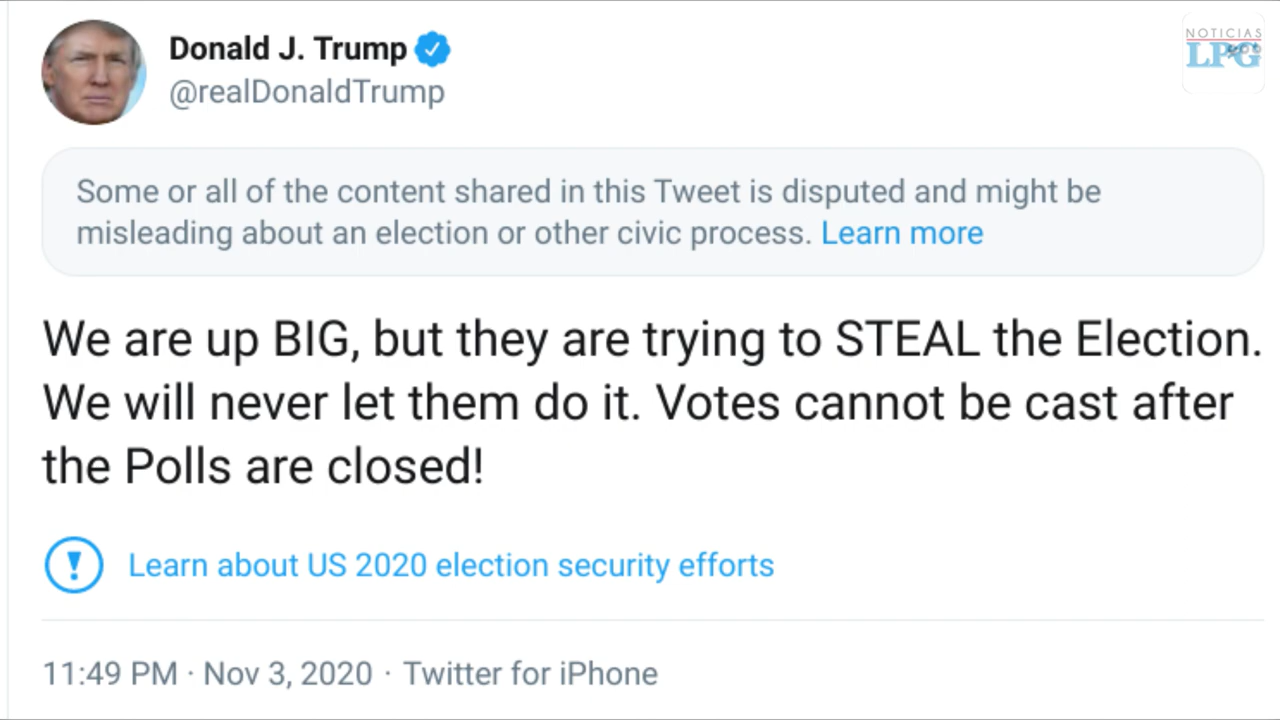 Donald J. Trump
NOTICIAS
LPG
@realDonaldTrump
Some or all of the content shared in this Tweet is disputed and might be
misleading about an election or other civic process. Learn more
We are up BIG, but they are trying to STEAL the Election.
We will never let them do it. Votes cannot be cast after
the Polls are closed!
Learn about US 2020 election security efforts
11:49 PM · Nov 3, 2020 · Twitter for iPhone